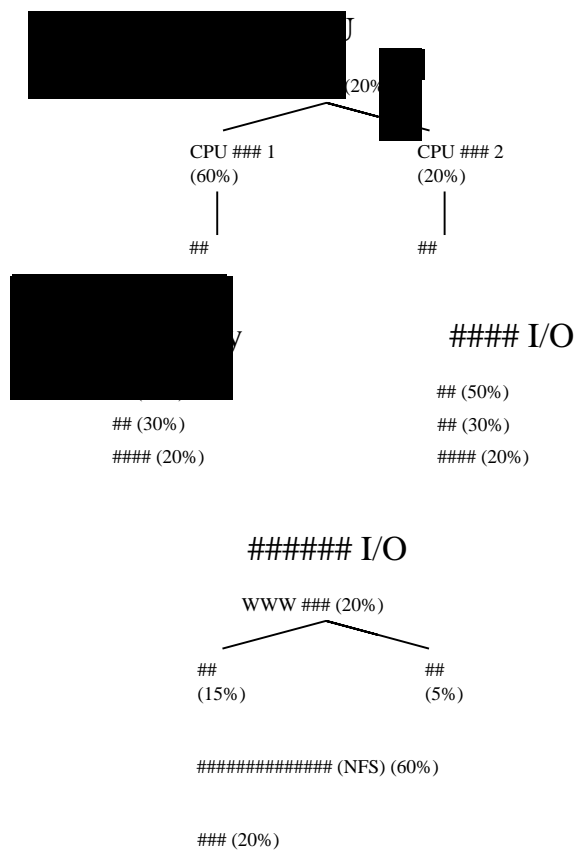 (20%
CPU ### 1
(60%)
CPU ### 2
(20%)
##
##
#### I/O
## (50%)
## (30%)
#### (20%)
## (30%)
#### (20%)
###### I/O
WWW ### (20%)
##
(15%)
##
(5%)
############## (NFS) (60%)
### (20%)